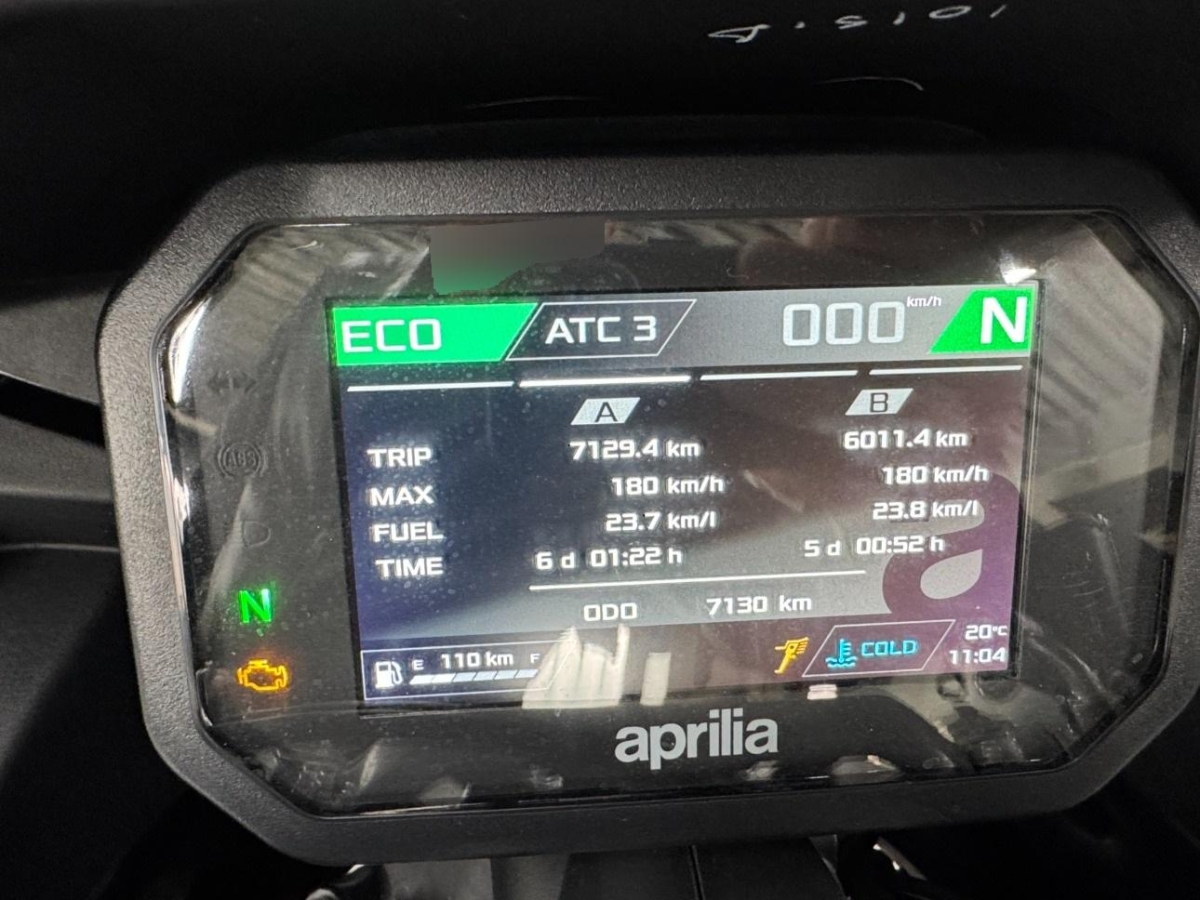 ECO ATC 3 000 km/h N
A B
TRIP 7129.4 km 6011.4 km
MAX 180 km/h 180 km/h
FUEL 23.7 km/l 23.8 km/l
TIME 6 d 01:22 h 5 d 00:52 h
ODO 7130 km
ABS
N
E 110 km F COLD 20°C
11:04
aprilia